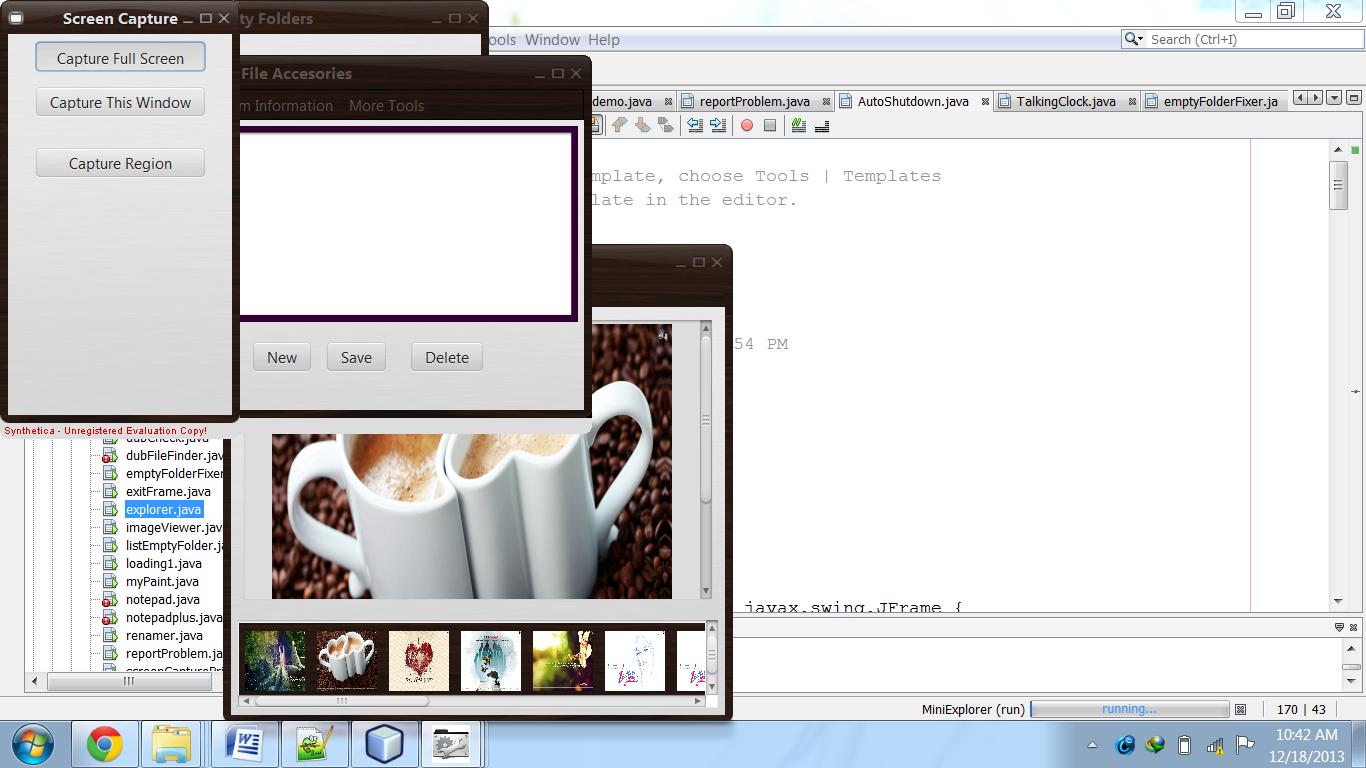 Screen Capture
ty Folders
ools Window Help
Search (Ctrl+I)
Capture Full Screen
Capture This Window
Capture Region
File Accesories
m Information More Tools
demo.java
reportProblem.java
AutoShutdown.java
TalkingClock.java
emptyFolderFixer.ja
mplate, choose Tools | Templates
late in the editor.
54 PM
New
Save
Delete
Synthetica - Unregistered Evaluation Copy!
dubCheck.java
dubFileFinder.jav
emptyFolderFixer
exitFrame.java
explorer.java
imageViewer.jav
listEmptyFolder.j
loading1.java
myPaint.java
notepad.java
notepadplus.java
renamer.java
reportProblem.ja
screenCapturePri
javax.swing.JFrame {
MiniExplorer (run)
running...
170 | 43
10:42 AM
12/18/2013